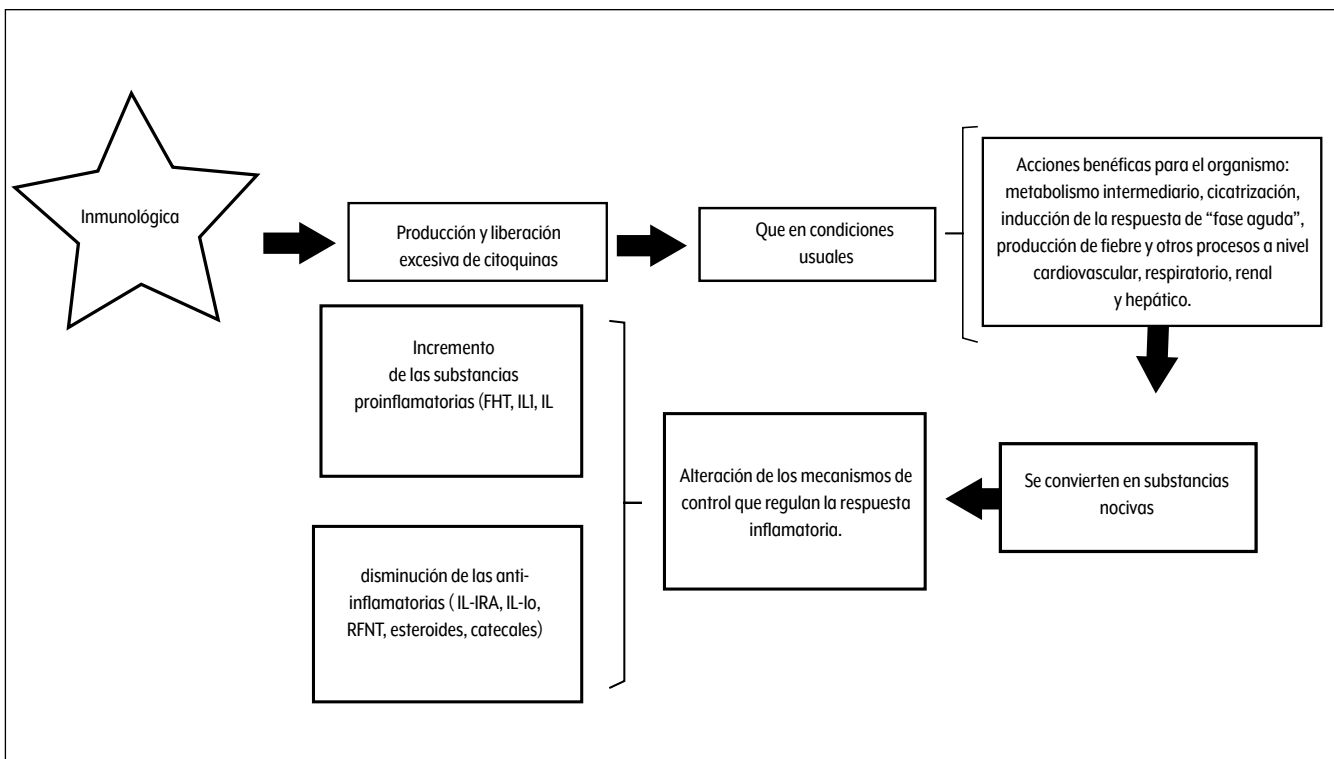 Inmunológica
Producción y liberación
excesiva de citoquinas
Que en condiciones
usuales
Acciones benéficas para el organismo:
metabolismo intermediario, cicatrización,
inducción de la respuesta de “fase aguda”,
producción de fiebre y otros procesos a nivel
cardiovascular, respiratorio, renal
y hepático.
Se convierten en substancias
nocivas
Alteración de los mecanismos de
control que regulan la respuesta
inflamatoria.
Incremento
de las substancias
proinflamatorias (FHT, IL1, IL
disminución de las anti-
inflamatorias ( IL-IRA, IL-Io,
RFNT, esteroides, catecales)